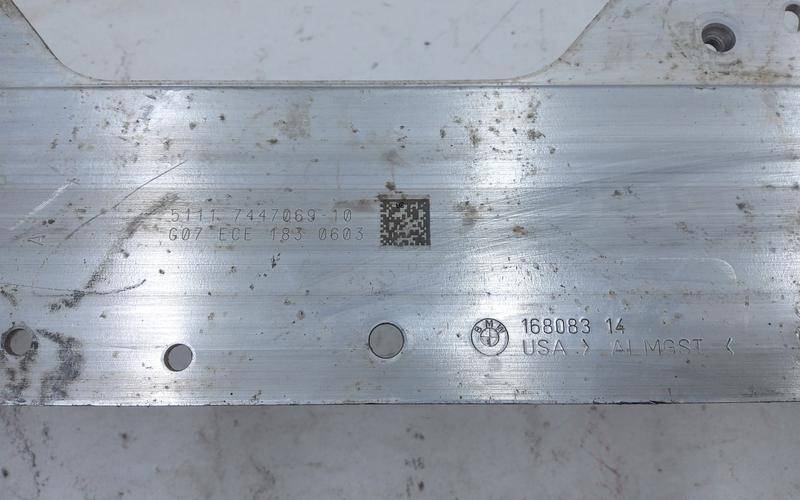 5111 7447069-10
G07 ECE 183 0603
BMW
168083 14
USA > ALMGST <